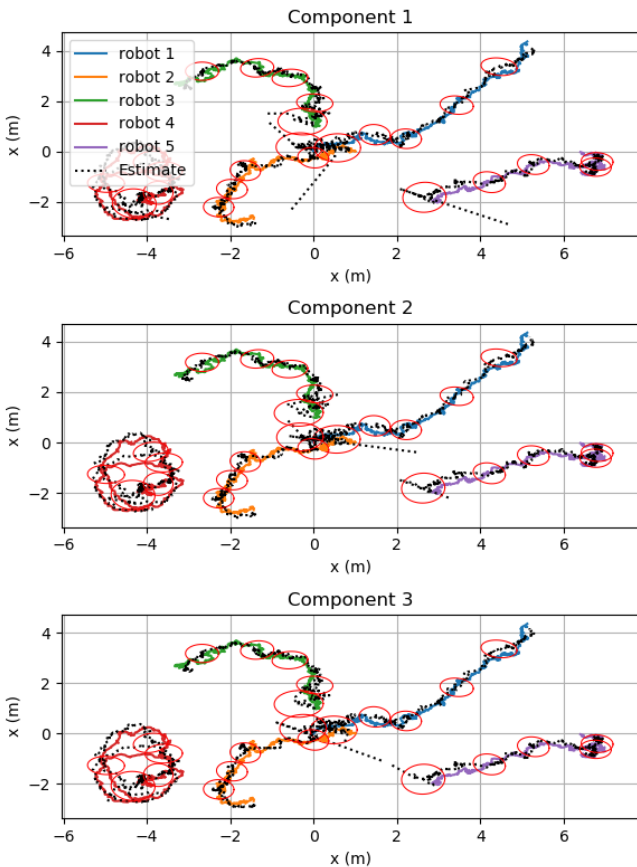 Component 1
robot 1
robot 2
robot 3
robot 4
robot 5
Estimate
x (m)
4
2
0
−2
−6
−4
−2
0
2
4
6
x (m)
Component 2
x (m)
4
2
0
−2
−6
−4
−2
0
2
4
6
x (m)
Component 3
x (m)
4
2
0
−2
−6
−4
−2
0
2
4
6
x (m)